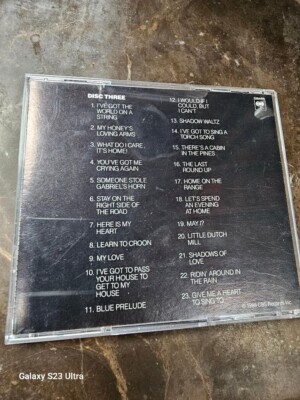 DISC THREE
1. I'VE GOT THE
WORLD ON A
STRING
2. MY HONEY'S
LOVING ARMS
3. WHAT DO I CARE,
IT'S HOME!
4. YOU'VE GOT ME
CRYING AGAIN
5. SOMEONE STOLE
GABRIEL'S HORN
6. STAY ON THE
RIGHT SIDE OF
THE ROAD
7. HERE IS MY
HEART
8. LEARN TO CROON
9. MY LOVE
10. I'VE GOT TO PASS
YOUR HOUSE TO
GET TO MY
HOUSE
11. BLUE PRELUDE
12. I WOULD IF I
COULD, BUT
I CAN'T
13. SHADOW WALTZ
14. I'VE GOT TO SING A
TORCH SONG
15. THERE'S A CABIN
IN THE PINES
16. THE LAST
ROUND UP
17. HOME ON THE
RANGE
18. LET'S SPEND
AN EVENING
AT HOME
19. MAY I?
20. LITTLE DUTCH
MILL
21. SHADOWS OF
LOVE
22. RIDIN' AROUND IN
THE RAIN
23. GIVE ME A HEART
TO SING TO
CBS Records Inc.
Galaxy S23 Ultra